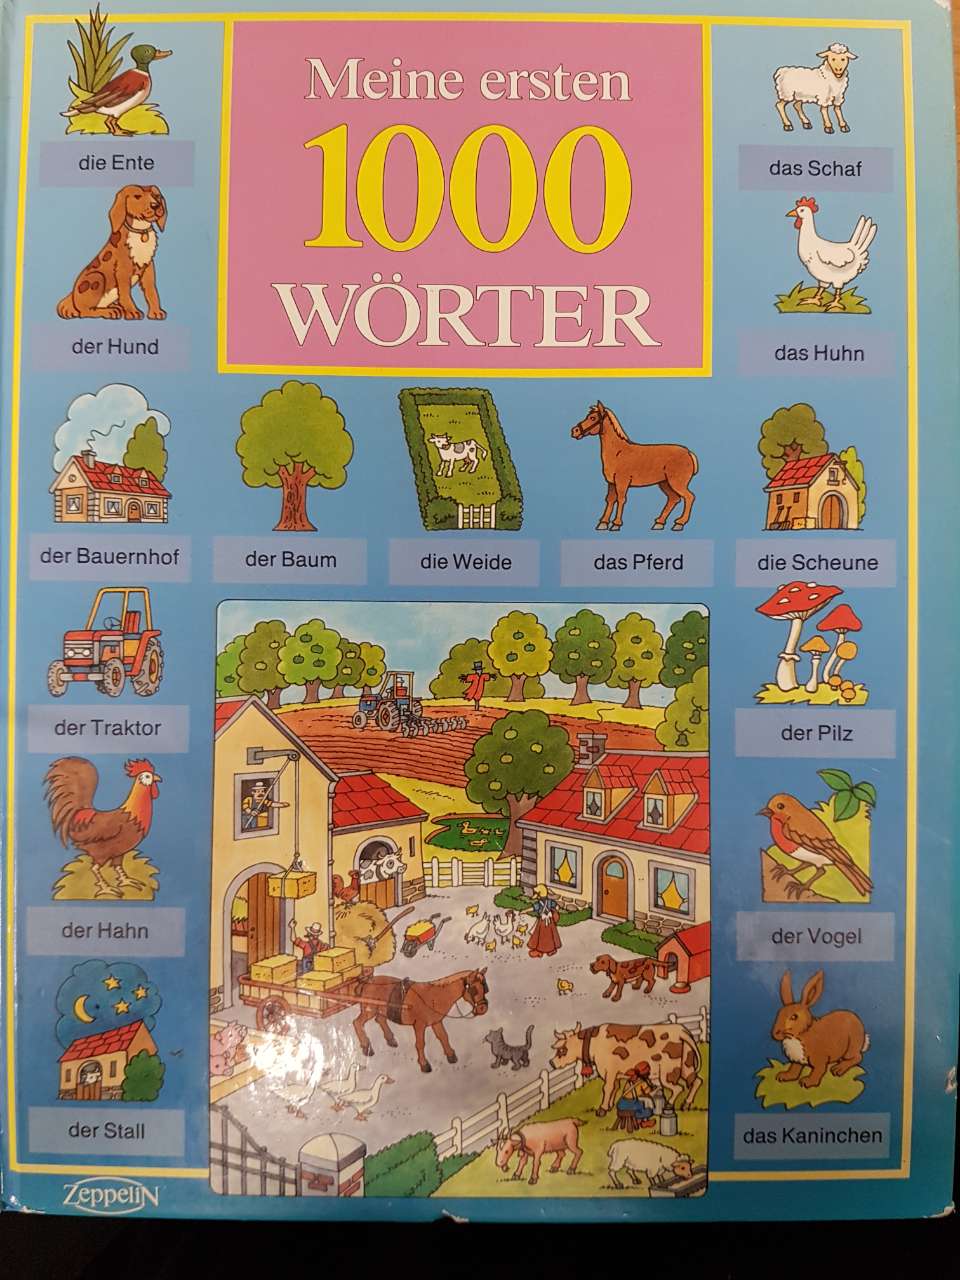 Meine ersten
1000
WÖRTER
die Ente
das Schaf
der Hund
das Huhn
der Bauernhof
der Baum
die Weide
das Pferd
die Scheune
der Traktor
der Pilz
der Hahn
der Vogel
der Stall
das Kaninchen
ZeppeliN